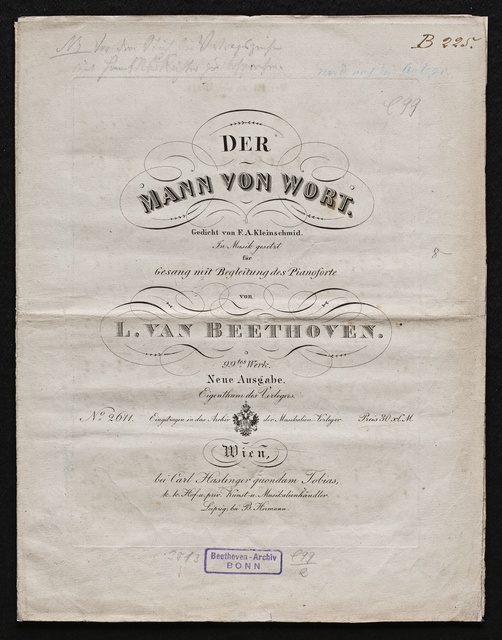 B 225.
C 99
DER
MANN VON WORT.
Gedicht von F. A. Kleinschmid.
In Musik gesetzt
für
Gesang mit Begleitung des Pianoforte
von
L. VAN BEETHOVEN.
99tes Werk.
Neue Ausgabe.
Eigenthum des Verlegers.
No. 2611. Eingetragen in das Archiv der Musikalien-Verleger. Preis 30 x C.M.
Wien,
bei Carl Haslinger quondam Tobias,
k. k. Hof u. priv. Kunst u. Musikalienhändler.
Leipzig, bei B. Hermann.
Beethoven-Archiv
BONN
C 99